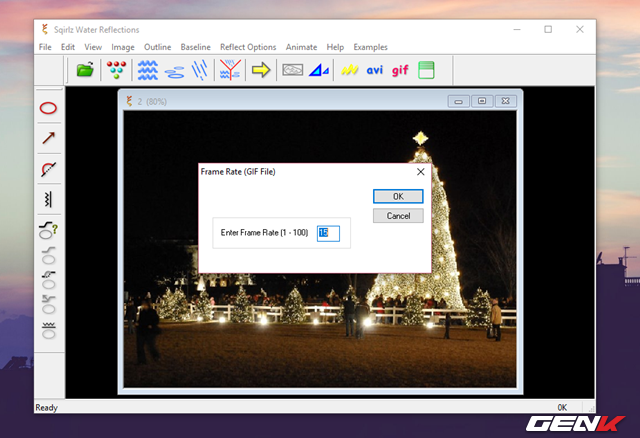 Sqirlz Water Reflections
File Edit View Image Outline Baseline Reflect Options Animate Help Examples
avi gif
2 (80%)
Frame Rate (GIF File)
OK
Cancel
Enter Frame Rate (1 - 100) 15
?
Ready OK
GENK